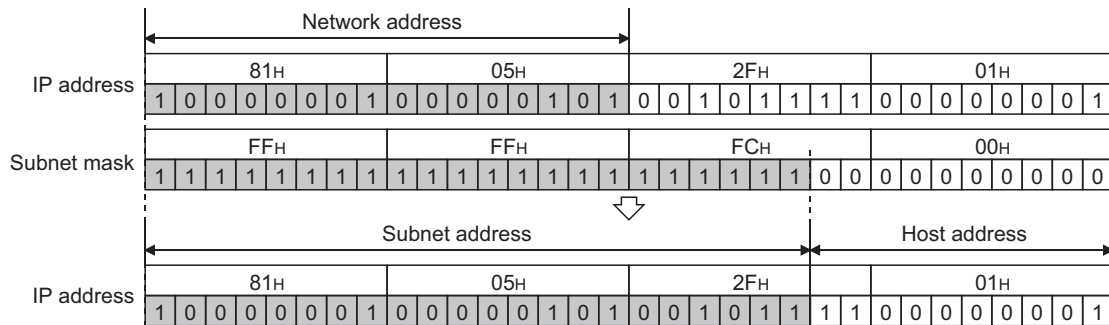 Network address
81H 05H 2FH 01H
IP address
1 0 0 0 0 0 0 1 0 0 0 0 0 1 0 1 0 0 1 0 1 1 1 1 0 0 0 0 0 0 0 1
FFH FFH FCH 00H
Subnet mask
1 1 1 1 1 1 1 1 1 1 1 1 1 1 1 1 1 1 1 1 1 1 0 0 0 0 0 0 0 0 0 0
Subnet address Host address
81H 05H 2FH 01H
IP address
1 0 0 0 0 0 0 1 0 0 0 0 0 1 0 1 0 0 1 0 1 1 1 1 0 0 0 0 0 0 0 1